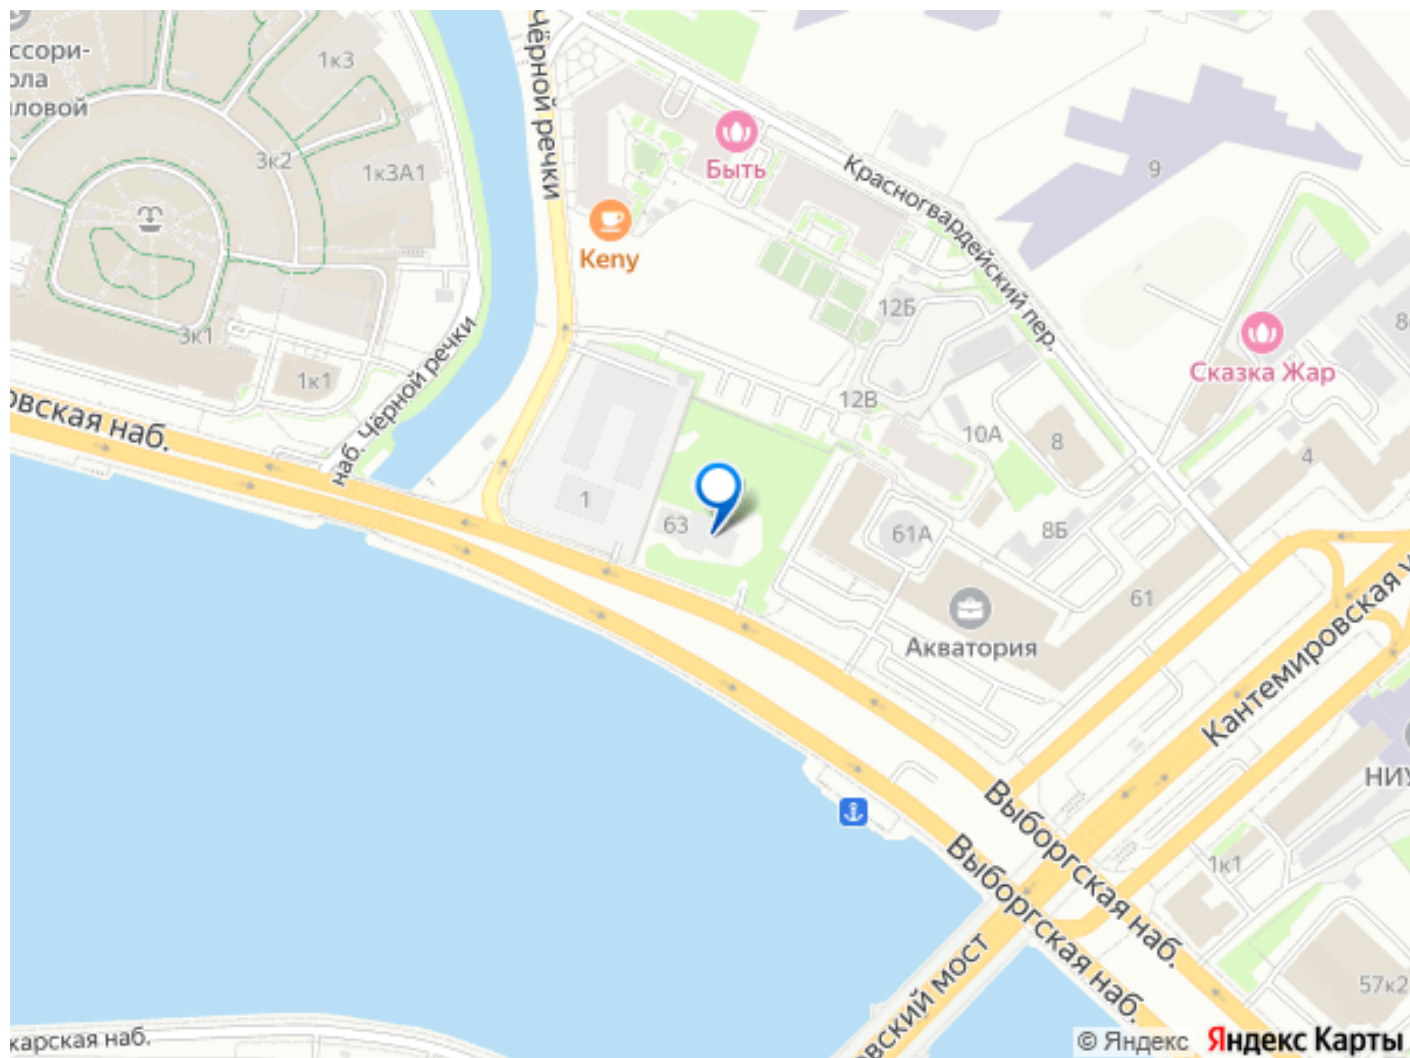 ссори-
ола
иловой
1к3
3к2
1к3А1
3к1
1к1
Чёрной речки
Быть
Keny
Красногвардейский пер.
9
12Б
Сказка Жар
12В
10А
8
4
наб. Чёрной речки
овская наб.
1
63
61А
8Б
61
Акватория
Кантемировская у
НИУ
Выборгская наб.
Выборгская наб.
1к1
57к2
овский мост
карская наб.
© Яндекс Яндекс Карты